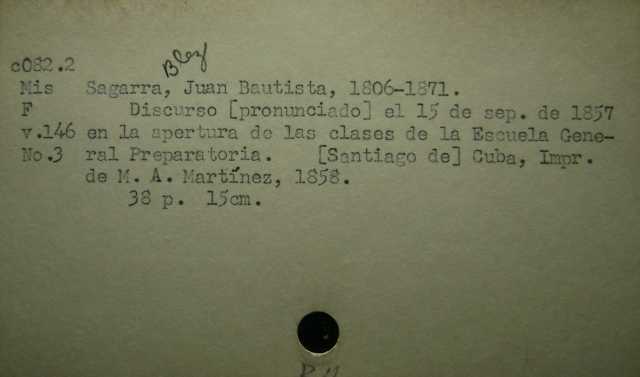 c082.2
Mis Sagarra, Juan Bautista, 1806-1871.
F Discurso [pronunciado] el 15 de sep. de 1857
v.146 en la apertura de las clases de la Escuela Gene-
No.3 ral Preparatoria. [Santiago de] Cuba, Impr.
de M. A. Martínez, 1858.
38 p. 15cm.